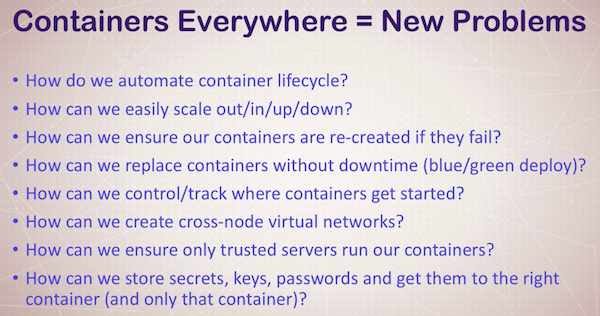 Containers Everywhere = New Problems
• How do we automate container lifecycle?
• How can we easily scale out/in/up/down?
• How can we ensure our containers are re-created if they fail?
• How can we replace containers without downtime (blue/green deploy)?
• How can we control/track where containers get started?
• How can we create cross-node virtual networks?
• How can we ensure only trusted servers run our containers?
• How can we store secrets, keys, passwords and get them to the right
container (and only that container)?